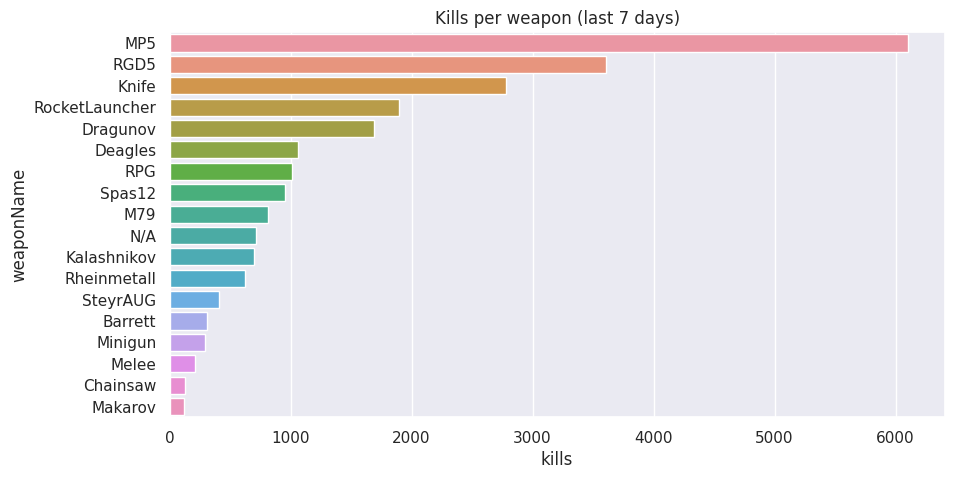 Kills per weapon (last 7 days)
weaponName
MP5
RGD5
Knife
RocketLauncher
Dragunov
Deagles
RPG
Spas12
M79
N/A
Kalashnikov
Rheinmetall
SteyrAUG
Barrett
Minigun
Melee
Chainsaw
Makarov
0 1000 2000 3000 4000 5000 6000
kills